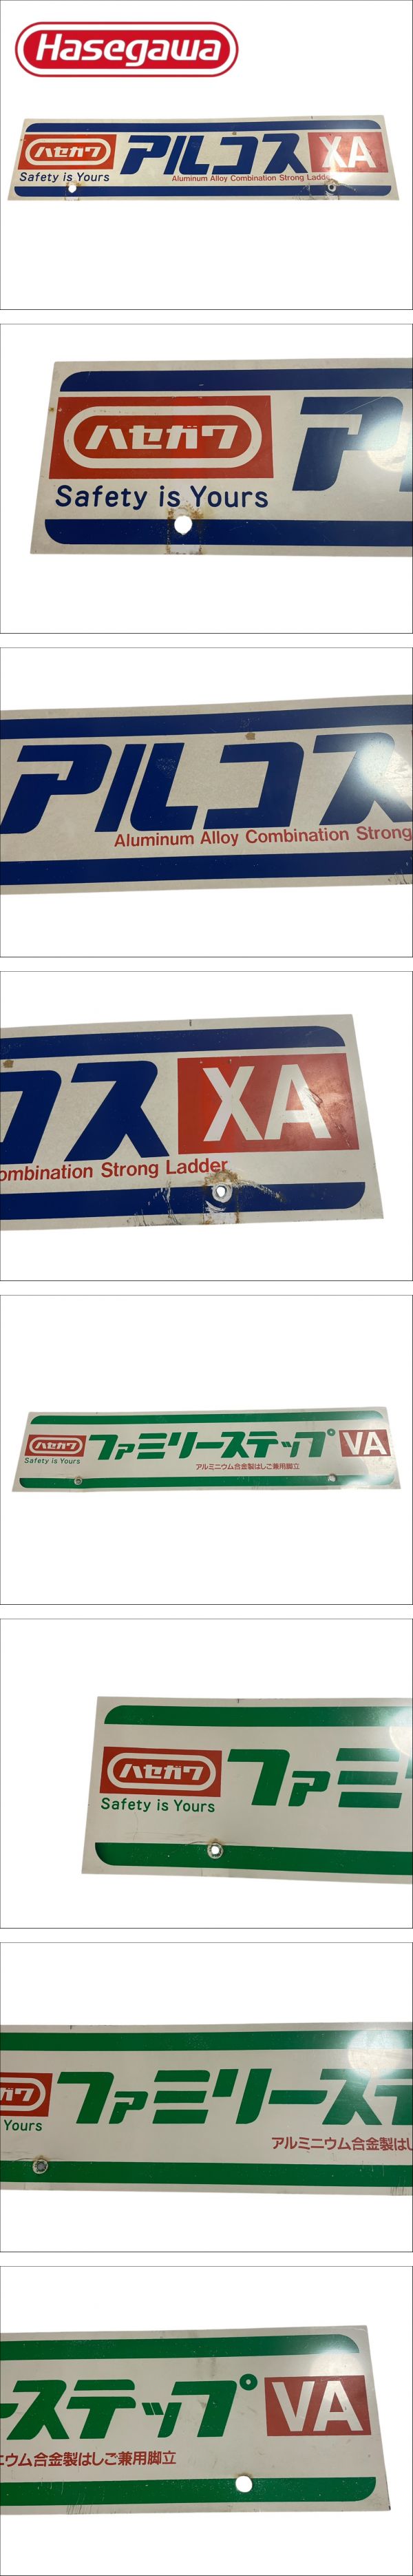 Hasegawa
ハセガワ
アルコス
XA
Safety is Yours
Aluminum Alloy Combination Strong Ladder
ハセガワ
ア
Safety is Yours
アルコス
Aluminum Alloy Combination Strong
コス
XA
ombination Strong Ladder
ハセガワ
ファミリーステップ
VA
Safety is Yours
アルミニウム合金製はしご兼用脚立
ハセガワ
ファミ
Safety is Yours
ガワ
ファミリース
Yours
アルミニウム合金製はし
ーステップ
VA
ニウム合金製はしご兼用脚立